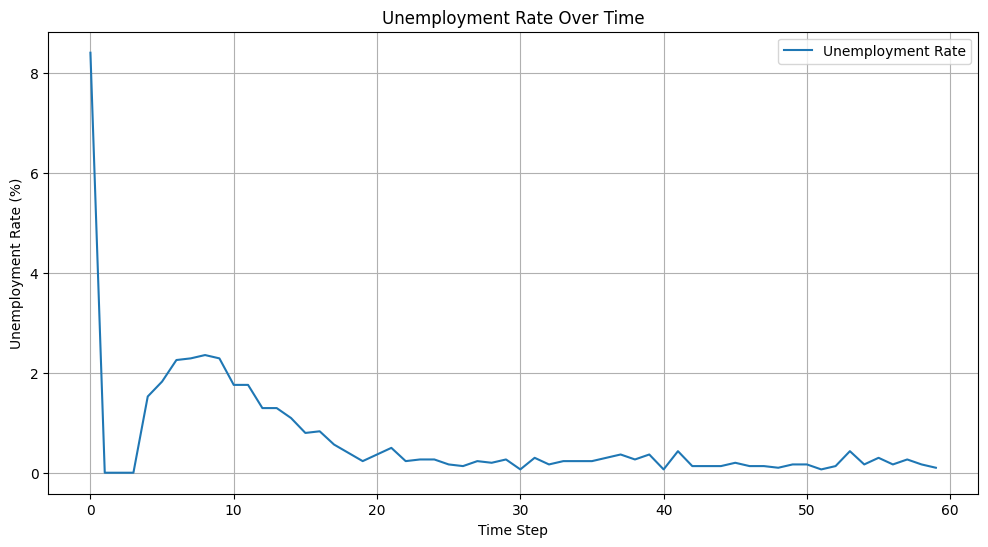 Unemployment Rate Over Time
Unemployment Rate
Unemployment Rate (%)
8
6
4
2
0
0 10 20 30 40 50 60
Time Step